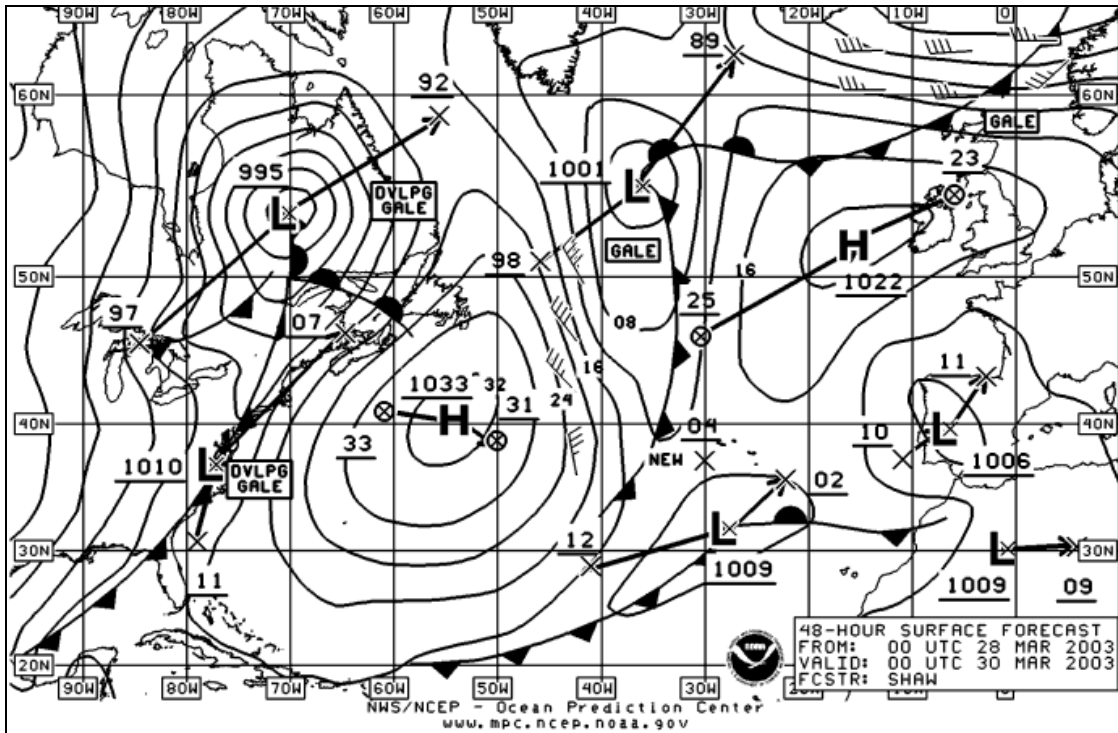 90W 80W 70W 60W 50W 40W 30W 20W 10W 0
89
92
60N 60N
GALE
995
1001 L
23
L
DVLPG
GALE
GALE
H
98
50N 50N
16
1022
25
97
07
08
11
1033 32
16
H 31
24
40N 40N
04
L
10
33
NEW
1006
1010 L
DVLPG
GALE
02
12
L
30N 30N
L
11
1009
1009
09
48-HOUR SURFACE FORECAST
FROM: 00 UTC 28 MAR 2003
VALID: 00 UTC 30 MAR 2003
FCSTR: SHAW
NOAA
20N 20N
90W 80W 70W 60W 50W 40W 30W 20W 10W 0
NWS/NCEP - Ocean Prediction Center
www.mpc.ncep.noaa.gov